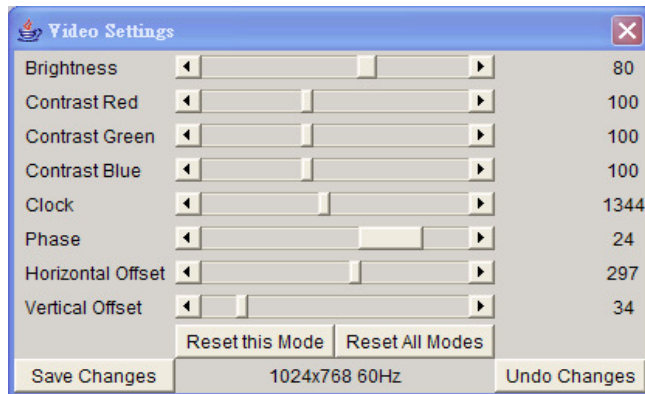 Video Settings
Brightness 80
Contrast Red 100
Contrast Green 100
Contrast Blue 100
Clock 1344
Phase 24
Horizontal Offset 297
Vertical Offset 34
Reset this Mode Reset All Modes
Save Changes 1024x768 60Hz Undo Changes